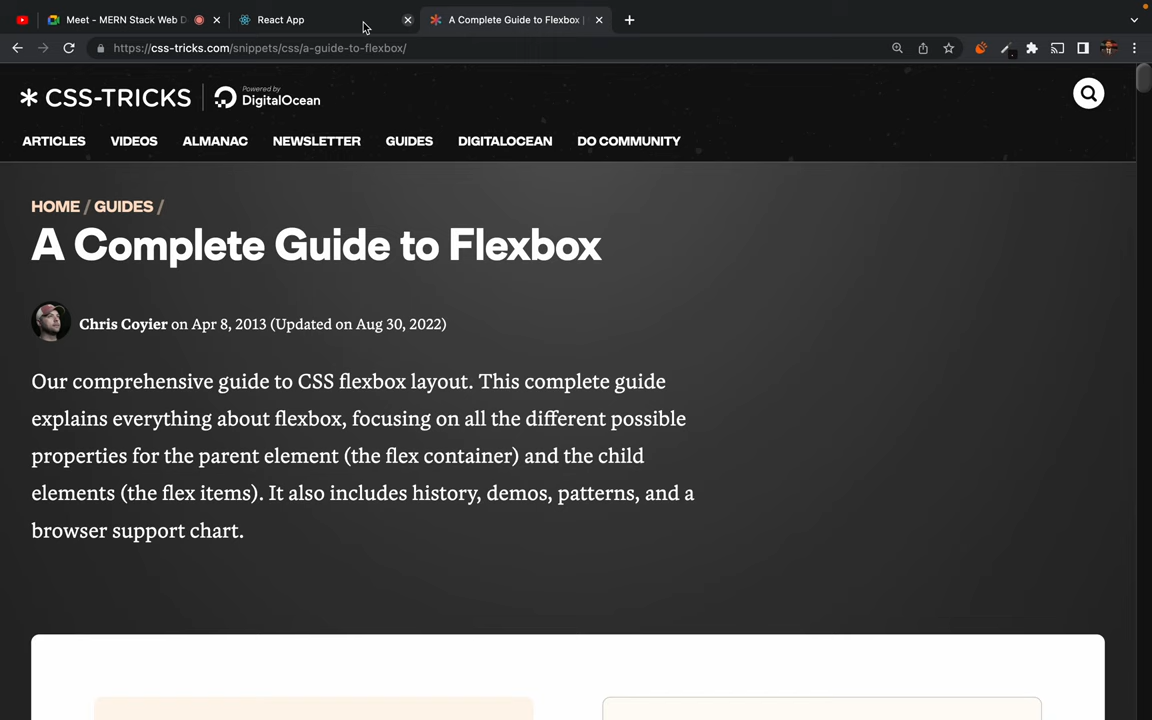 Meet - MERN Stack Web D
React App
A Complete Guide to Flexbox |
https://css-tricks.com/snippets/css/a-guide-to-flexbox/
CSS-TRICKS
Powered by
DigitalOcean
ARTICLES VIDEOS ALMANAC NEWSLETTER GUIDES DIGITALOCEAN DO COMMUNITY
HOME / GUIDES /
A Complete Guide to Flexbox
Chris Coyier on Apr 8, 2013 (Updated on Aug 30, 2022)
Our comprehensive guide to CSS flexbox layout. This complete guide
explains everything about flexbox, focusing on all the different possible
properties for the parent element (the flex container) and the child
elements (the flex items). It also includes history, demos, patterns, and a
browser support chart.